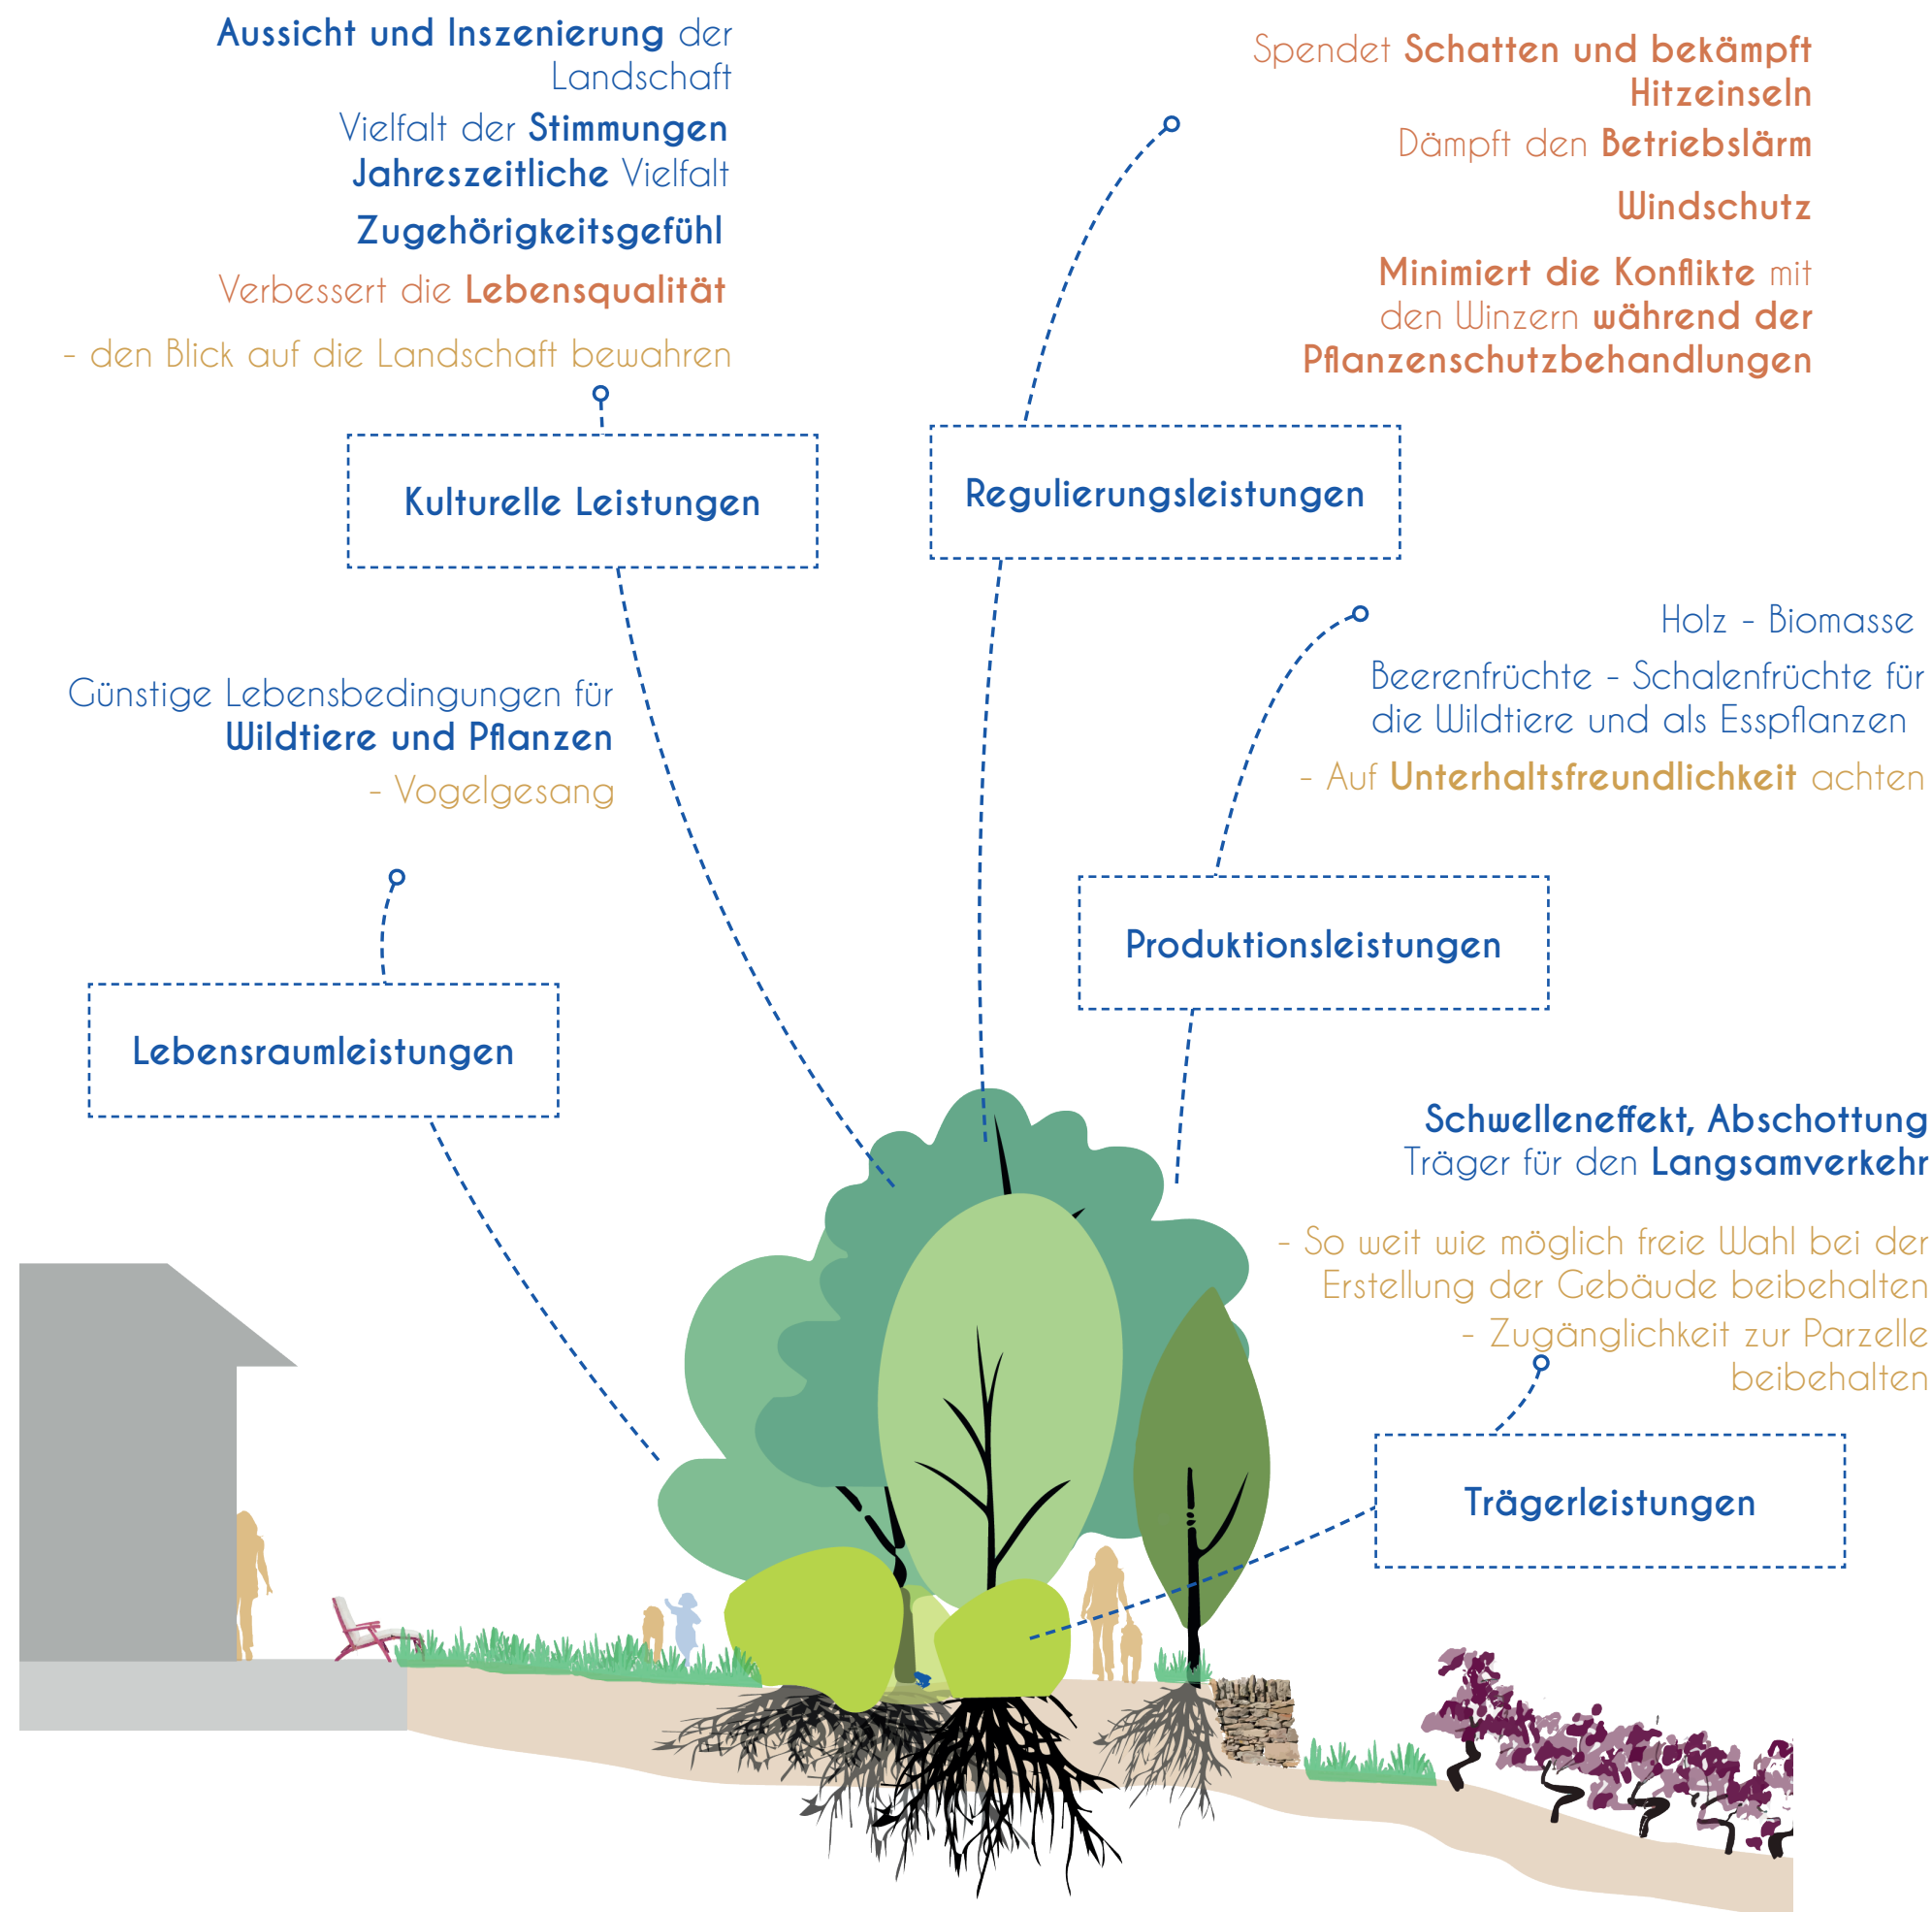 Aussicht und Inszenierung der
Landschaft
Vielfalt der Stimmungen
Jahreszeitliche Vielfalt
Zugehörigkeitsgefühl
Verbessert die Lebensqualität
- den Blick auf die Landschaft bewahren
Kulturelle Leistungen
Spendet Schatten und bekämpft
Hitzeinseln
Dämpft den Betriebslärm
Windschutz
Minimiert die Konflikte mit
den Winzern während der
Pflanzenschutzbehandlungen
Regulierungsleistungen
Günstige Lebensbedingungen für
Wildtiere und Pflanzen
- Vogelgesang
Lebensraumleistungen
Holz - Biomasse
Beerenfrüchte - Schalenfrüchte für
die Wildtiere und als Esspflanzen
- Auf Unterhaltsfreundlichkeit achten
Produktionsleistungen
Schwelleneffekt, Abschottung
Träger für den Langsamverkehr
- So weit wie möglich freie Wahl bei der
Erstellung der Gebäude beibehalten
- Zugänglichkeit zur Parzelle
beibehalten
Trägerleistungen